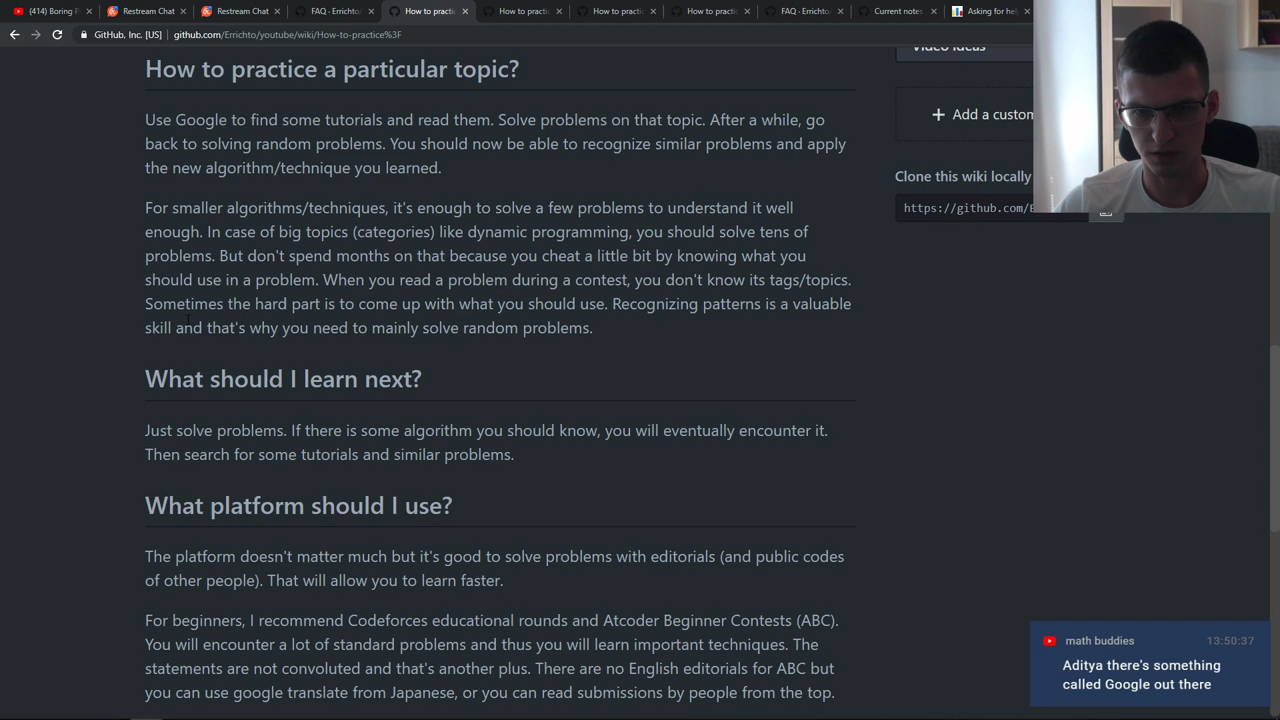 (414) Boring P
Restream Chat
Restream Chat
FAQ · Errichto/
How to practic
How to practic
How to practic
How to practic
FAQ · Errichto/
Current notes
Asking for hel
GitHub, Inc. [US]
github.com/Errichto/youtube/wiki/How-to-practice%3F
Video ideas
How to practice a particular topic?
Use Google to find some tutorials and read them. Solve problems on that topic. After a while, go
back to solving random problems. You should now be able to recognize similar problems and apply
the new algorithm/technique you learned.
For smaller algorithms/techniques, it's enough to solve a few problems to understand it well
enough. In case of big topics (categories) like dynamic programming, you should solve tens of
problems. But don't spend months on that because you cheat a little bit by knowing what you
should use in a problem. When you read a problem during a contest, you don't know its tags/topics.
Sometimes the hard part is to come up with what you should use. Recognizing patterns is a valuable
skill and that's why you need to mainly solve random problems.
What should I learn next?
Just solve problems. If there is some algorithm you should know, you will eventually encounter it.
Then search for some tutorials and similar problems.
What platform should I use?
The platform doesn't matter much but it's good to solve problems with editorials (and public codes
of other people). That will allow you to learn faster.
For beginners, I recommend Codeforces educational rounds and Atcoder Beginner Contests (ABC).
You will encounter a lot of standard problems and thus you will learn important techniques. The
statements are not convoluted and that's another plus. There are no English editorials for ABC but
you can use google translate from Japanese, or you can read submissions by people from the top.
+ Add a custom
Clone this wiki locally
https://github.com/E
math buddies
13:50:37
Aditya there's something
called Google out there